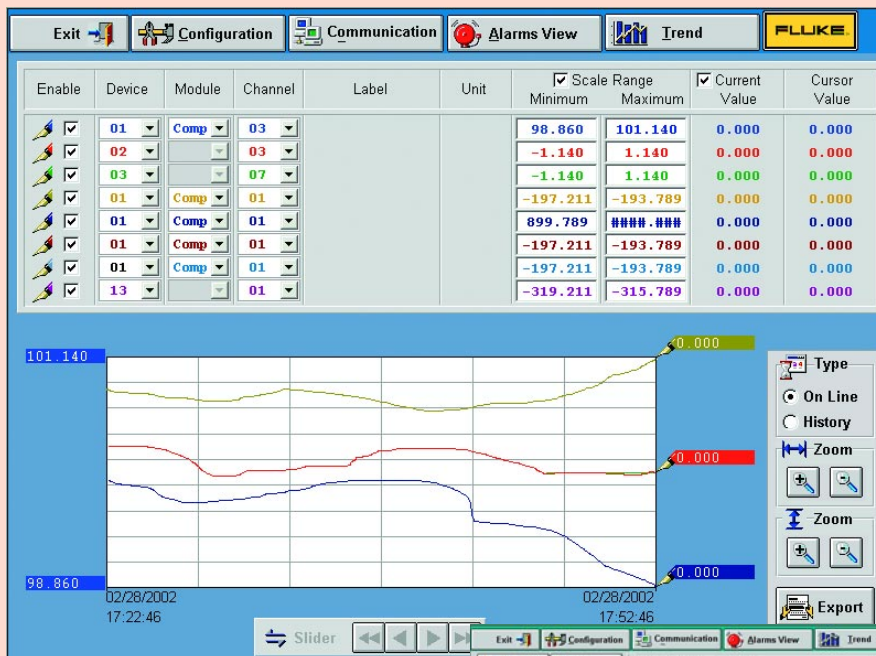 Exit Configuration Communication Alarms View Trend FLUKE.
Enable Device Module Channel Label Unit Scale Range Minimum Maximum Current Value Cursor Value
01 Comp 03 98.860 101.140 0.000 0.000
02 03 -1.140 1.140 0.000 0.000
03 07 -1.140 1.140 0.000 0.000
01 Comp 01 -197.211 -193.789 0.000 0.000
01 Comp 01 899.789 ####.### 0.000 0.000
01 Comp 01 -197.211 -193.789 0.000 0.000
01 Comp 01 -197.211 -193.789 0.000 0.000
13 01 -319.211 -315.789 0.000 0.000
0.000
101.140
Type
On Line
History
Zoom
0.000
Zoom
0.000
98.860
02/28/2002 02/28/2002
17:22:46 17:52:46
Export
Slider
Exit Configuration Communication Alarms View Trend